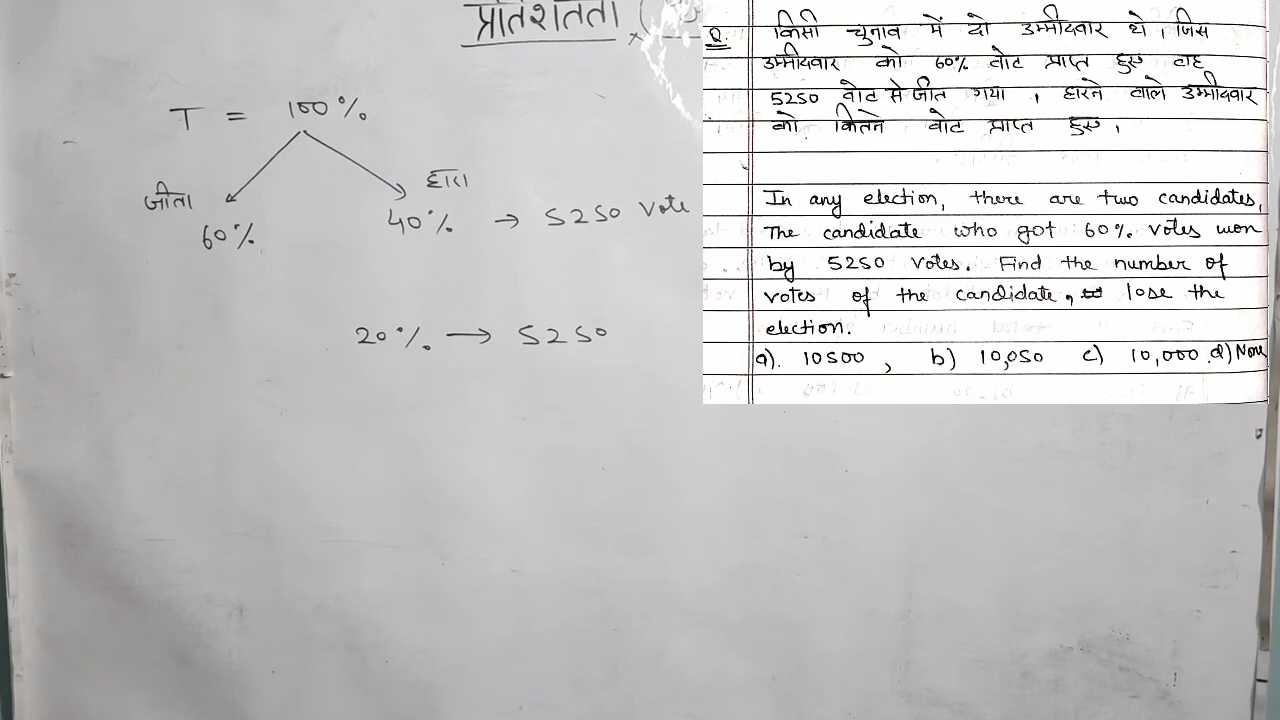 प्रतिशतता
T = 100%
जीता
हारा
60%
40% → 5250 Vote
20% → 5250
Q. किसी चुनाव में दो उम्मीदवार थे, जिस
उम्मीदवार को 60% वोट प्राप्त हुए वह
5250 वोट से जीत गया, हारने वाले उम्मीदवार
को कितने वोट प्राप्त हुए,
In any election, there are two candidates,
The candidate who got 60% votes won
by 5250 votes. Find the number of
votes of the candidate, lose the
election.
a). 10500, b) 10,050 c) 10,000 d) None